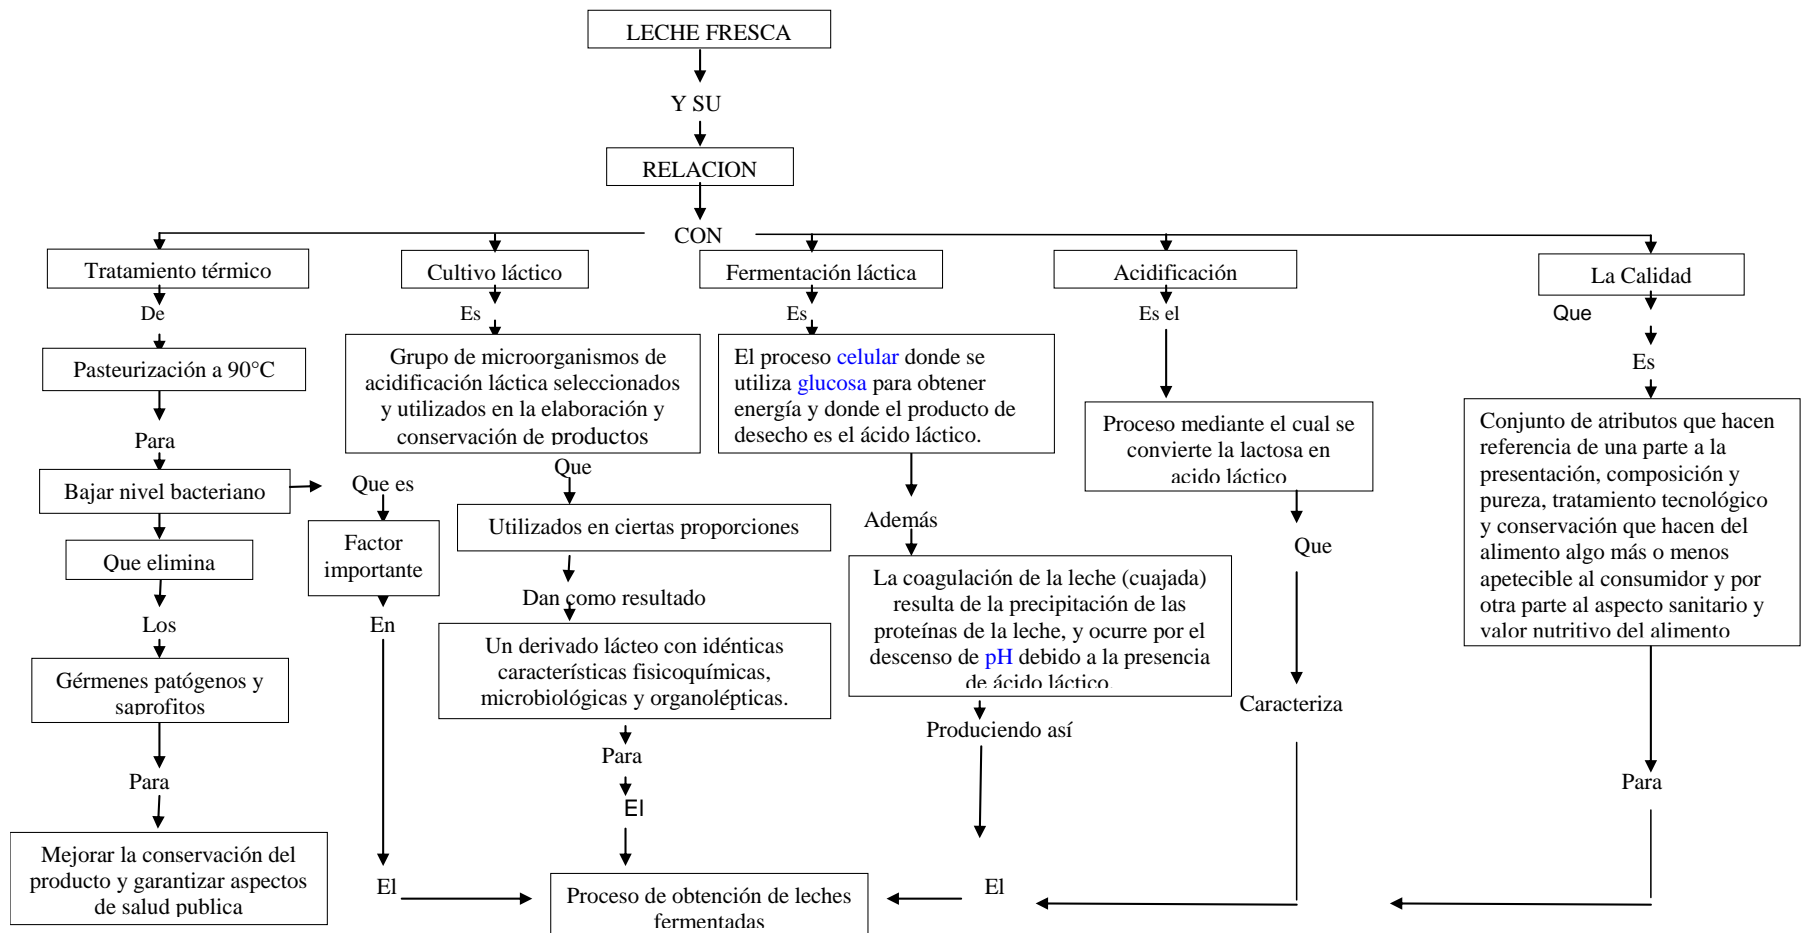 LECHE FRESCA
Y SU
RELACION
CON
Tratamiento térmico
De
Pasteurización a 90°C
Para
Bajar nivel bacteriano
Que elimina
Los
Gérmenes patógenos y
saprofitos
Para
Mejorar la conservación del
producto y garantizar aspectos
de salud publica
Que es
Factor
importante
En
El
Cultivo láctico
Es
Grupo de microorganismos de
acidificación láctica seleccionados
y utilizados en la elaboración y
conservación de productos
Que
Utilizados en ciertas proporciones
Dan como resultado
Un derivado lácteo con idénticas
características fisicoquímicas,
microbiológicas y organolépticas.
Para
El
Proceso de obtención de leches
fermentadas
Fermentación láctica
Es
El proceso celular donde se
utiliza glucosa para obtener
energía y donde el producto de
desecho es el ácido láctico.
Además
La coagulación de la leche (cuajada)
resulta de la precipitación de las
proteínas de la leche, y ocurre por el
descenso de pH debido a la presencia
de ácido láctico.
Produciendo así
El
Acidificación
Es el
Proceso mediante el cual se
convierte la lactosa en
acido láctico
Que
Caracteriza
La Calidad
Que
Es
Conjunto de atributos que hacen
referencia de una parte a la
presentación, composición y
pureza, tratamiento tecnológico
y conservación que hacen del
alimento algo más o menos
apetecible al consumidor y por
otra parte al aspecto sanitario y
valor nutritivo del alimento
Para